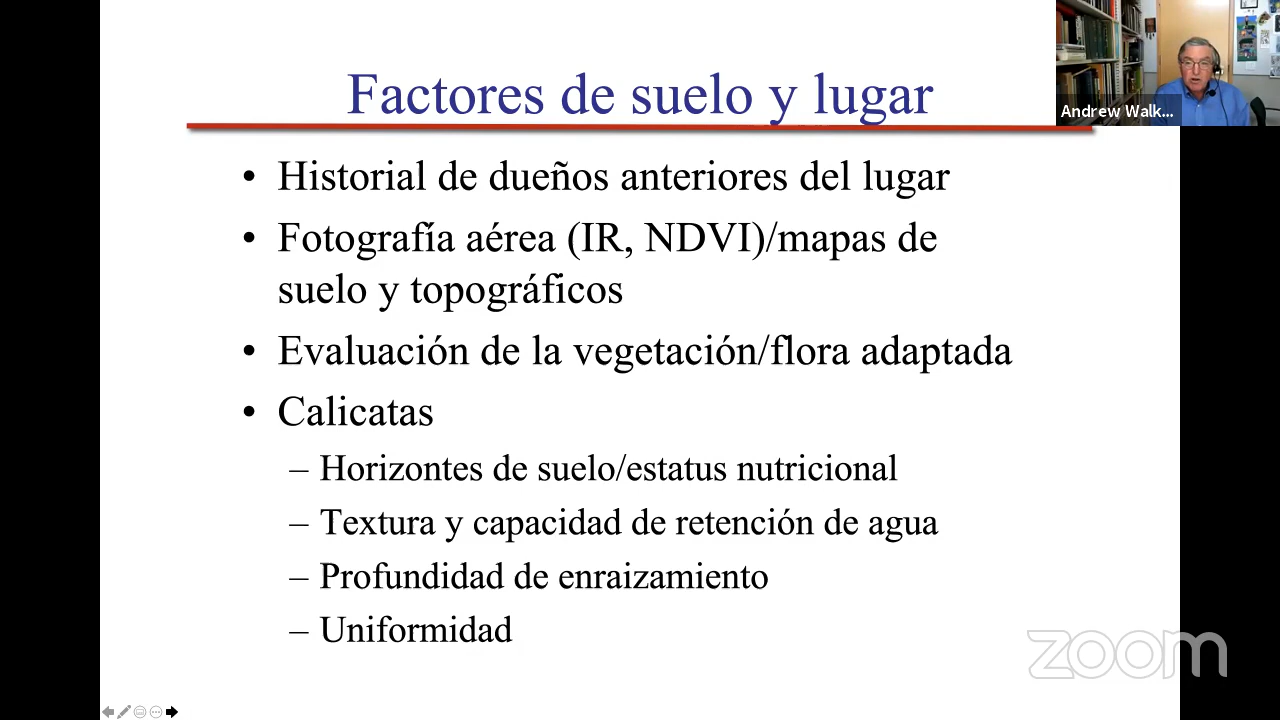 Factores de suelo y lugar
Andrew Walk...
• Historial de dueños anteriores del lugar
• Fotografía aérea (IR, NDVI)/mapas de
suelo y topográficos
• Evaluación de la vegetación/flora adaptada
• Calicatas
– Horizontes de suelo/estatus nutricional
– Textura y capacidad de retención de agua
– Profundidad de enraizamiento
– Uniformidad
zoom